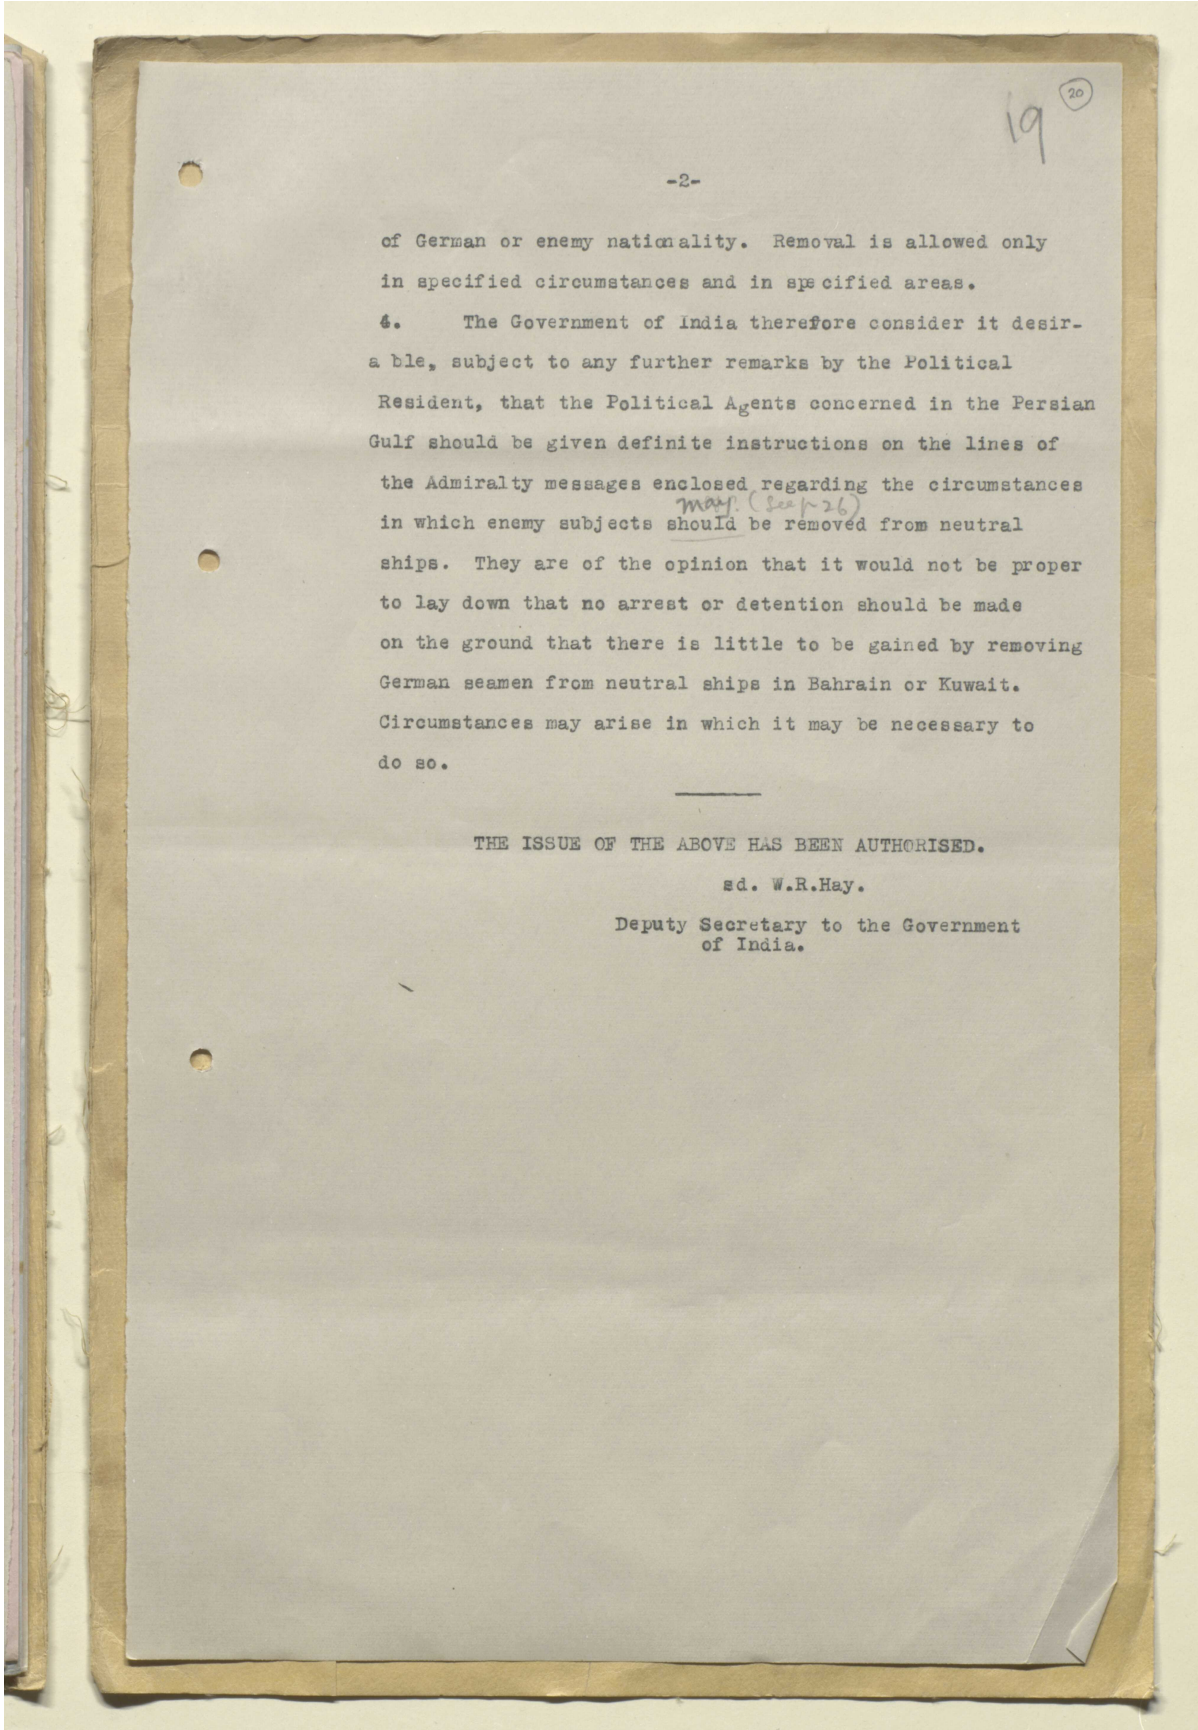 20
19
-2-
of German or enemy nationality. Removal is allowed only
in specified circumstances and in specified areas.
4. The Government of India therefore consider it desir-
able, subject to any further remarks by the Political
Resident, that the Political Agents concerned in the Persian
Gulf should be given definite instructions on the lines of
the Admiralty messages enclosed regarding the circumstances
may. (See p 26)
in which enemy subjects should be removed from neutral
ships. They are of the opinion that it would not be proper
to lay down that no arrest or detention should be made
on the ground that there is little to be gained by removing
German seamen from neutral ships in Bahrain or Kuwait.
Circumstances may arise in which it may be necessary to
do so.
THE ISSUE OF THE ABOVE HAS BEEN AUTHORISED.
sd. W.R.Hay.
Deputy Secretary to the Government
of India.